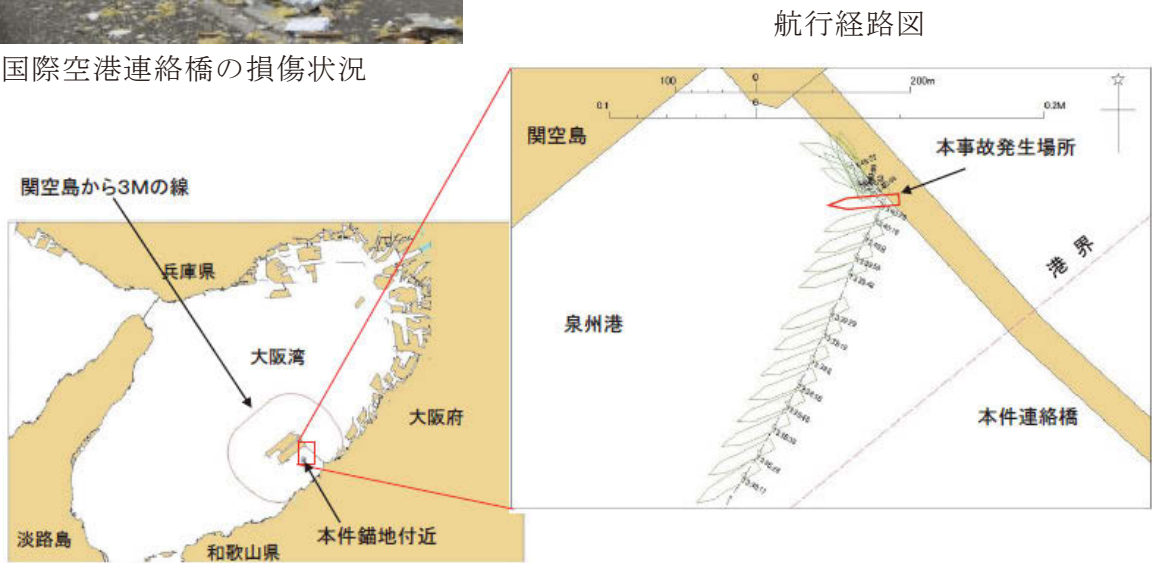 航行経路図
国際空港連絡橋の損傷状況
100
0
200m
0.1
0
0.2M
関空島
本事故発生場所
関空島から3Mの線
兵庫県
港界
泉州港
大阪湾
大阪府
本件連絡橋
本件錨地付近
淡路島
和歌山県